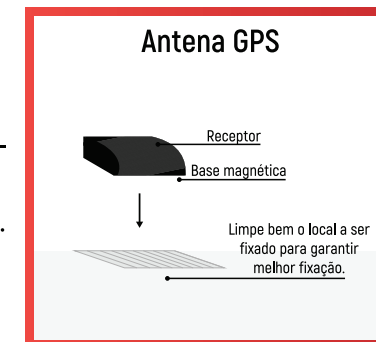 Antena GPS
Receptor
Base magnética
Limpe bem o local a ser
fixado para garantir
melhor fixação.